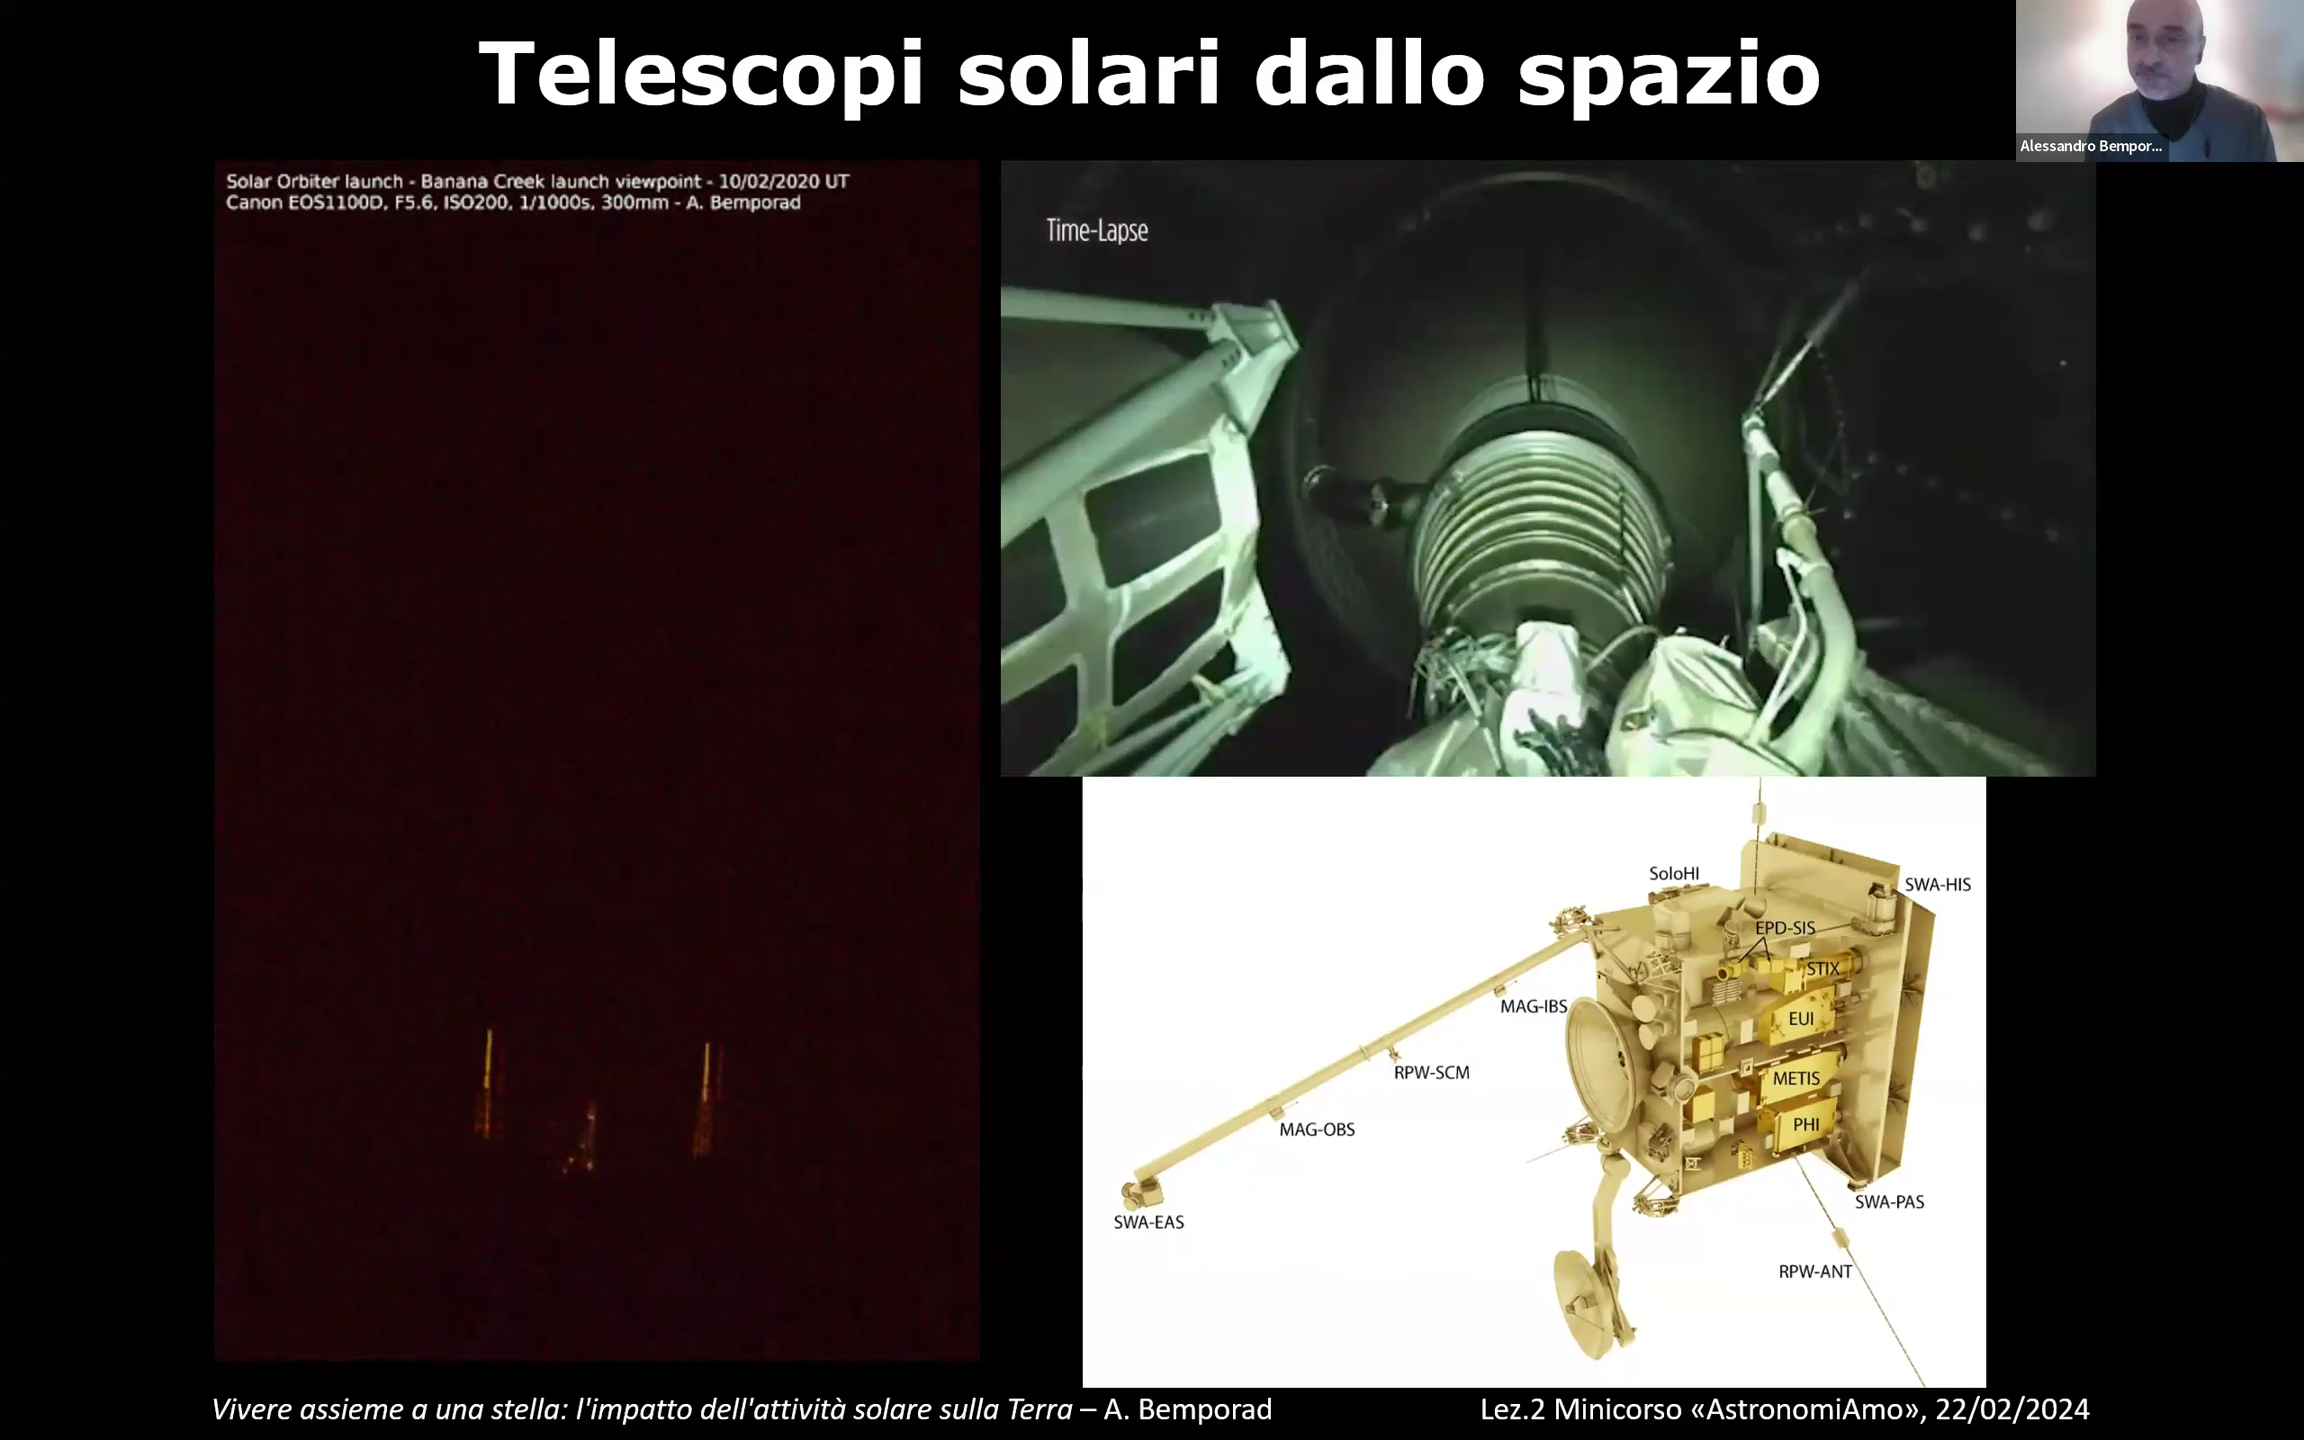 Telescopi solari dallo spazio
Alessandro Bempor...
Solar Orbiter launch - Banana Creek launch viewpoint - 10/02/2020 UT
Canon EOS1100D, F5.6, ISO200, 1/1000s, 300mm - A. Bemporad
Time-Lapse
SoloHI
SWA-HIS
EPD-SIS
STIX
MAG-IBS
EUI
RPW-SCM
METIS
MAG-OBS
PHI
SWA-PAS
SWA-EAS
RPW-ANT
Vivere assieme a una stella: l'impatto dell'attività solare sulla Terra – A. Bemporad
Lez.2 Minicorso «AstronomiAmo», 22/02/2024